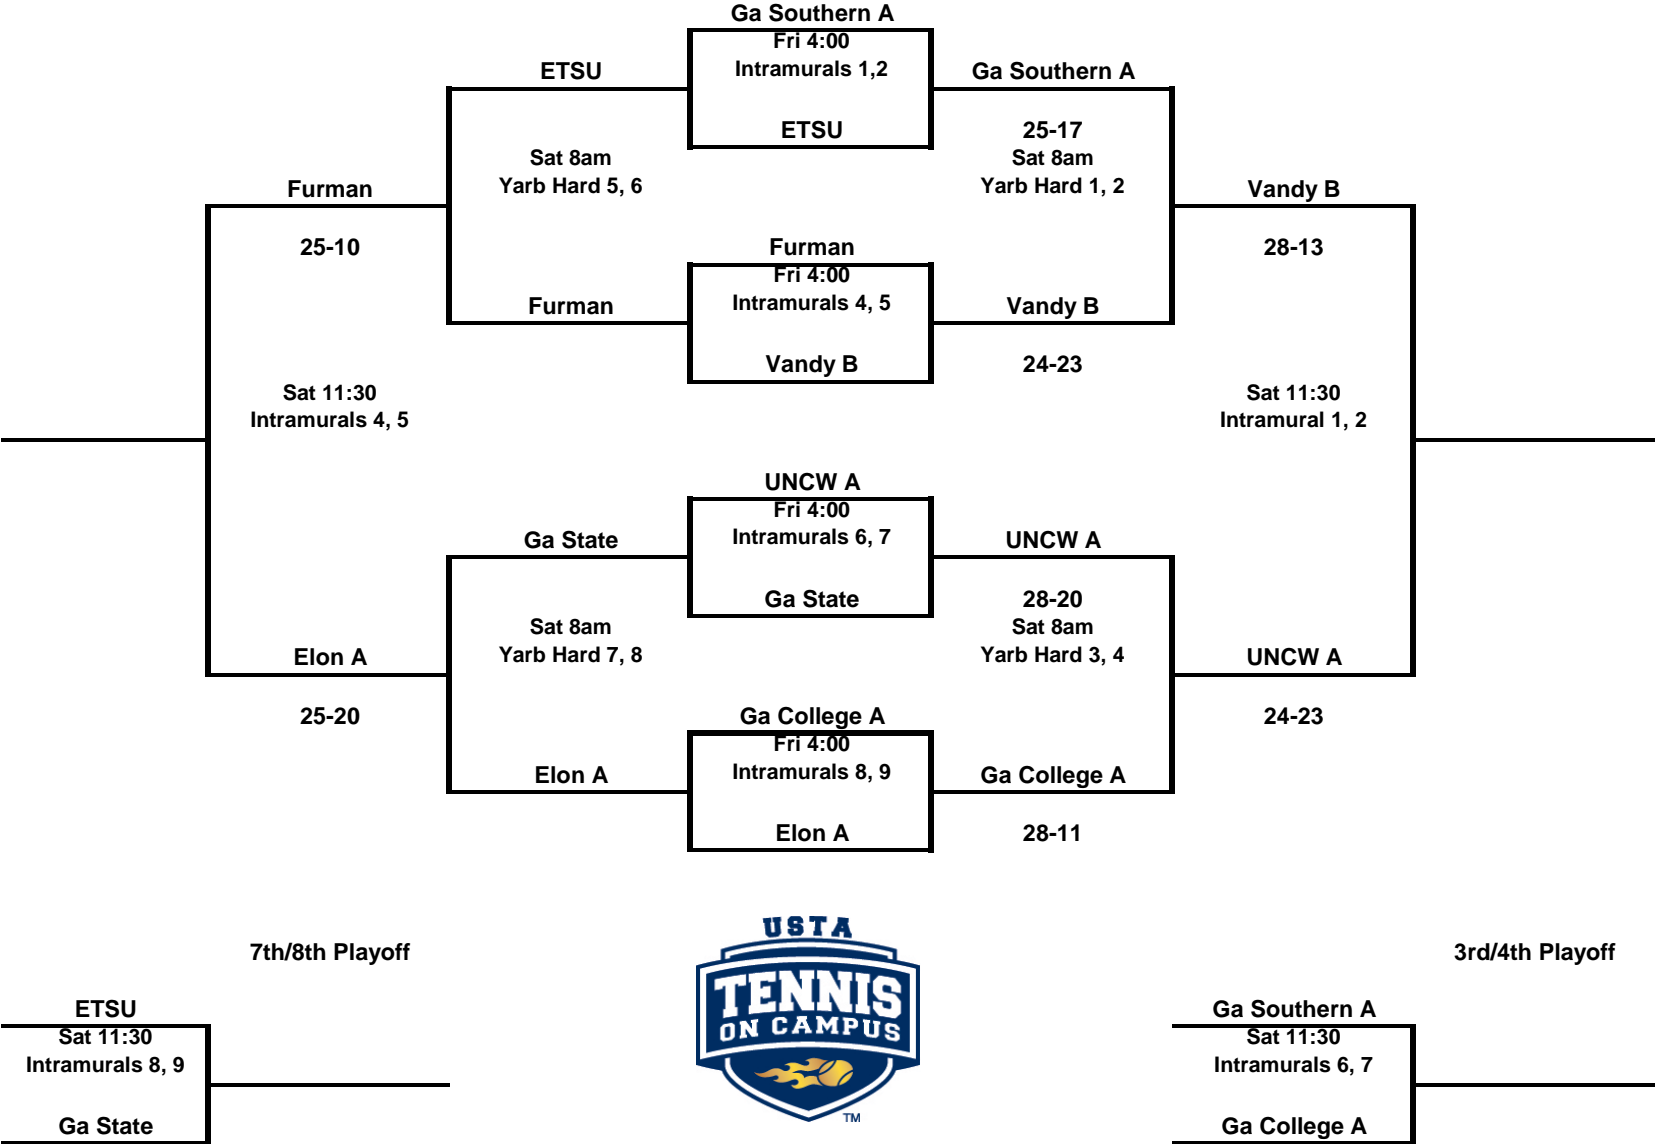 Ga Southern A
Fri 4:00
Intramurals 1,2
ETSU
Ga Southern A
ETSU
25-17
Sat 8am
Yarb Hard 5, 6
Sat 8am
Yarb Hard 1, 2
Furman
Vandy B
25-10
Furman
28-13
Fri 4:00
Intramurals 4, 5
Furman
Vandy B
Vandy B
24-23
Sat 11:30
Intramurals 4, 5
Sat 11:30
Intramural 1, 2
UNCW A
Fri 4:00
Intramurals 6, 7
Ga State
UNCW A
Ga State
28-20
Sat 8am
Yarb Hard 7, 8
Sat 8am
Yarb Hard 3, 4
Elon A
UNCW A
25-20
Ga College A
24-23
Fri 4:00
Intramurals 8, 9
Elon A
Ga College A
Elon A
28-11
7th/8th Playoff
USTA
TENNIS
ON CAMPUS
TM
3rd/4th Playoff
ETSU
Sat 11:30
Intramurals 8, 9
Ga State
Ga Southern A
Sat 11:30
Intramurals 6, 7
Ga College A